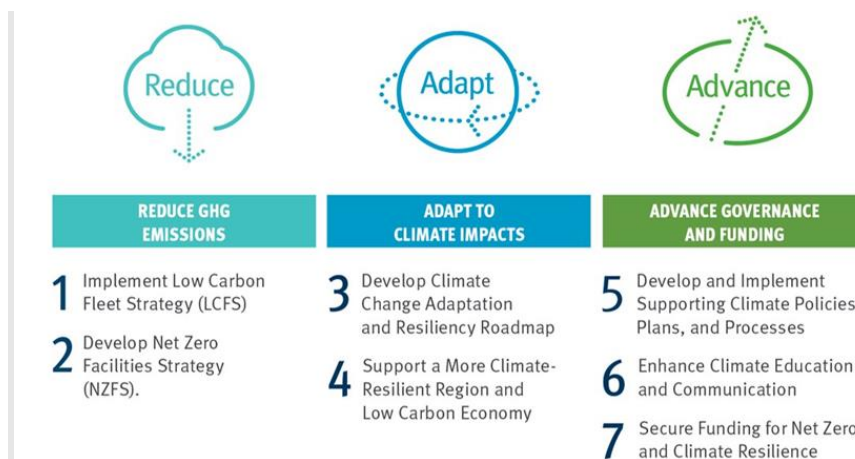 Reduce
Adapt
Advance
REDUCE GHG
EMISSIONS
ADAPT TO
CLIMATE IMPACTS
ADVANCE GOVERNANCE
AND FUNDING
1 Implement Low Carbon
Fleet Strategy (LCFS)
2 Develop Net Zero
Facilities Strategy
(NZFS).
3 Develop Climate
Change Adaptation
and Resiliency Roadmap
4 Support a More Climate-
Resilient Region and
Low Carbon Economy
5 Develop and Implement
Supporting Climate Policies
Plans, and Processes
6 Enhance Climate Education
and Communication
7 Secure Funding for Net Zero
and Climate Resilience